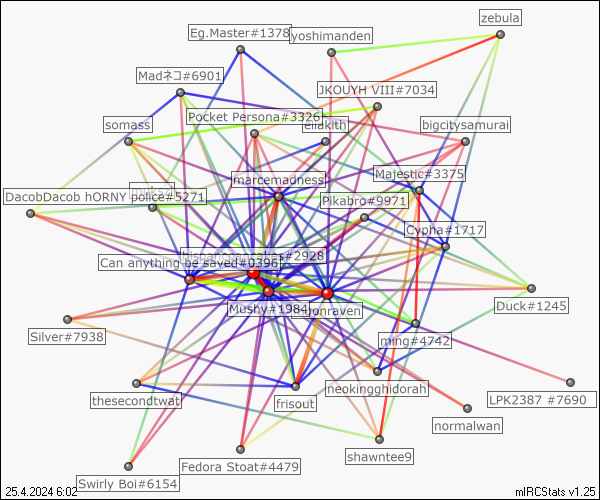 zebula
Eg.Master#1378
yoshimanden
Madネコ#6901
JKOUYH VIII#7034
Pocket Persona#3326
somass
bigcitysamurai
Majestic#3375
marcemadness
DacobDacob hORNY police#5271
Pikabro#9971
Cypha#1717
Can anything be saved#0396
#2928
Duck#1245
Mushy#1984
jonraven
Silver#7938
ming#4742
neokingghidorah
thesecondtwat
frisout
LPK2387 #7690
normalwan
shawntee9
Fedora Stoat#4479
Swirly Boi#6154
25.4.2024 6:02
mIRCStats v1.25